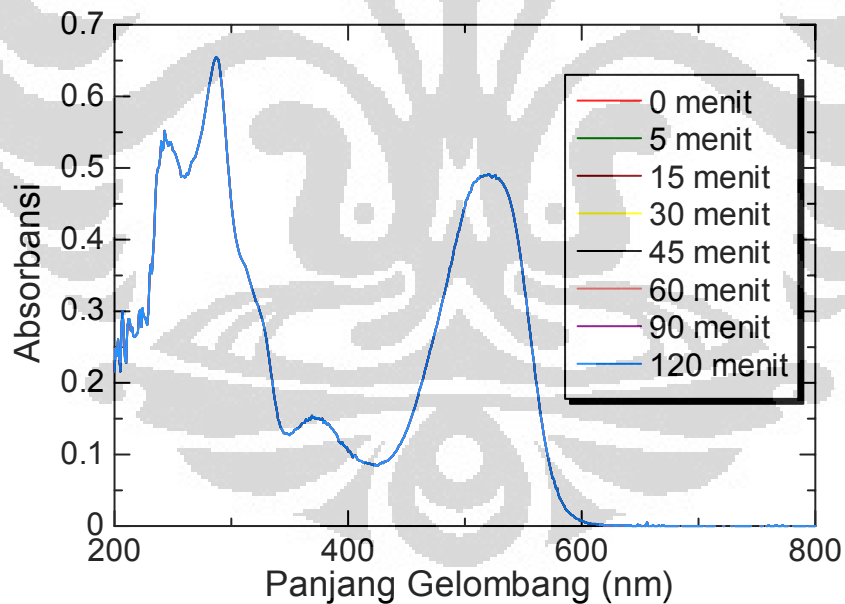 0.7
0.6
0.5
0.4
0.3
0.2
0.1
0
Absorbansi
0 menit
5 menit
15 menit
30 menit
45 menit
60 menit
90 menit
120 menit
200 400 600 800
Panjang Gelombang (nm)